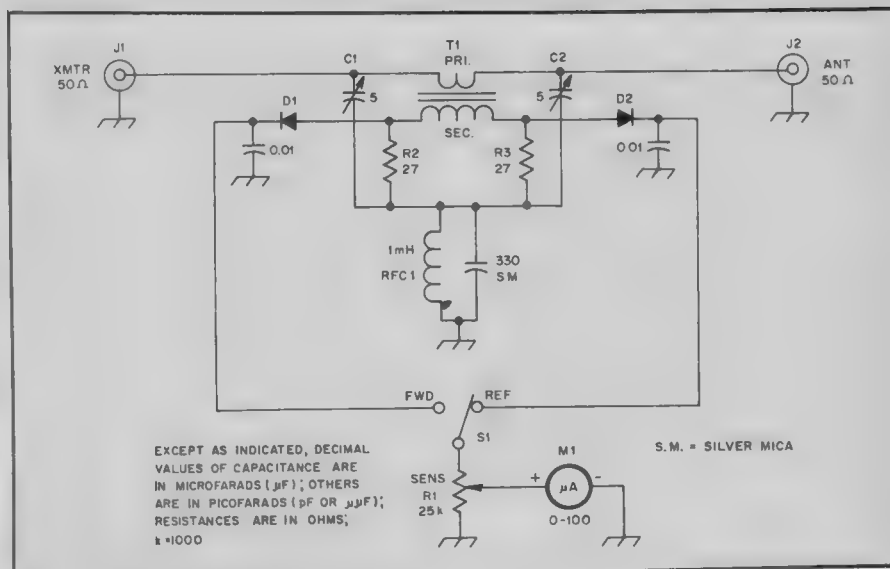 J1
XMTR
50Ω
C1
5
T1
PRI.
SEC.
C2
5
J2
ANT
50 Ω
D1
0.01
R2
27
R3
27
D2
0.01
1mH
RFC1
330
S.M.
FWD
REF
S1
EXCEPT AS INDICATED, DECIMAL
VALUES OF CAPACITANCE ARE
IN MICROFARADS (µF); OTHERS
ARE IN PICOFARADS (pF OR µµF);
RESISTANCES ARE IN OHMS;
k=1000
SENS
R1
25k
+
M1
µA
-
0-100
S.M. = SILVER MICA